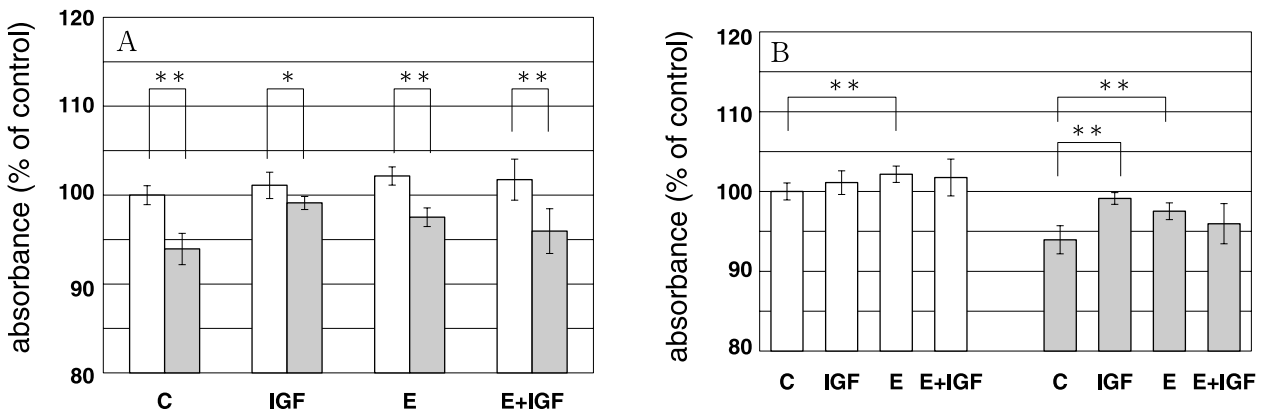 absorbance (% of control)
A
120
110
100
90
80
** * ** **
C IGF E E+IGF
absorbance (% of control)
B
120
110
100
90
80
** **
**
C IGF E E+IGF C IGF E E+IGF